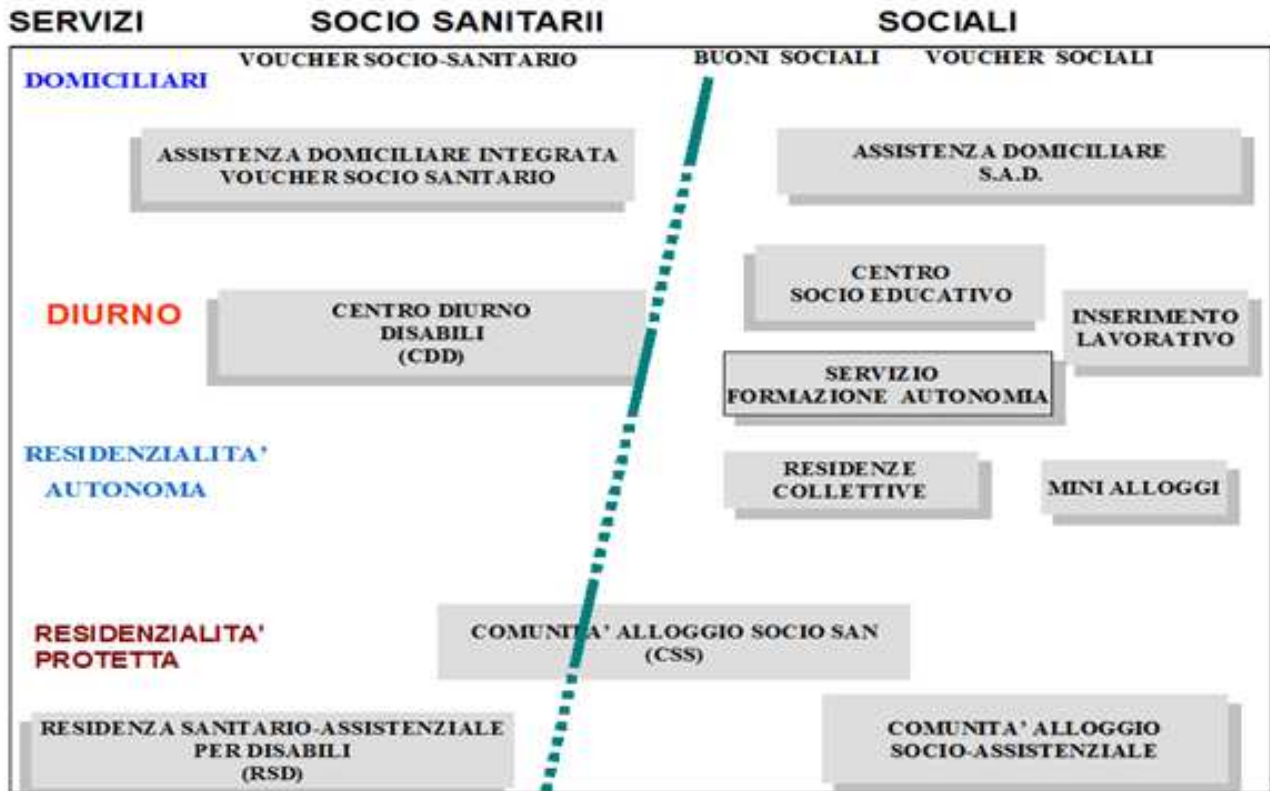 SERVIZI SOCIO SANITARII SOCIALI
VOUCHER SOCIO-SANITARIO BUONI SOCIALI VOUCHER SOCIALI
DOMICILIARI
ASSISTENZA DOMICILIARE INTEGRATA
VOUCHER SOCIO SANITARIO
ASSISTENZA DOMICILIARE
S.A.D.
DIURNO
CENTRO DIURNO
DISABILI
(CDD)
CENTRO
SOCIO EDUCATIVO
INSERIMENTO
LAVORATIVO
SERVIZIO
FORMAZIONE AUTONOMIA
RESIDENZIALITA'
AUTONOMA
RESIDENZE
COLLETTIVE
MINI ALLOGGI
RESIDENZIALITA'
PROTETTA
COMUNITA' ALLOGGIO SOCIO SAN
(CSS)
RESIDENZA SANITARIO-ASSISTENZIALE
PER DISABILI
(RSD)
COMUNITA' ALLOGGIO
SOCIO-ASSISTENZIALE